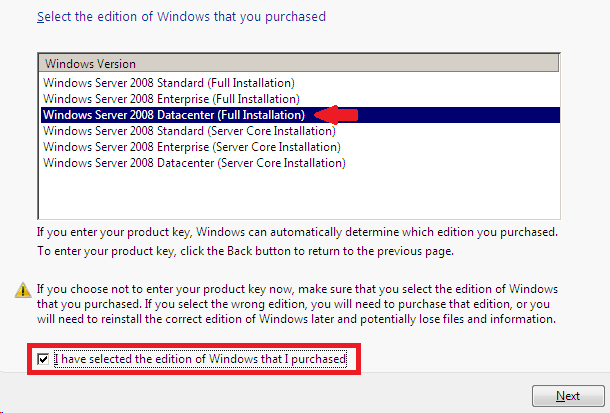 Select the edition of Windows that you purchased
Windows Version
Windows Server 2008 Standard (Full Installation)
Windows Server 2008 Enterprise (Full Installation)
Windows Server 2008 Datacenter (Full Installation)
Windows Server 2008 Standard (Server Core Installation)
Windows Server 2008 Enterprise (Server Core Installation)
Windows Server 2008 Datacenter (Server Core Installation)
If you enter your product key, Windows can automatically determine which edition you purchased.
To enter your product key, click the Back button to return to the previous page.
If you choose not to enter your product key now, make sure that you select the edition of Windows
that you purchased. If you select the wrong edition, you will need to purchase that edition, or you
will need to reinstall the correct edition of Windows later and potentially lose files and information.
I have selected the edition of Windows that I purchased
Next